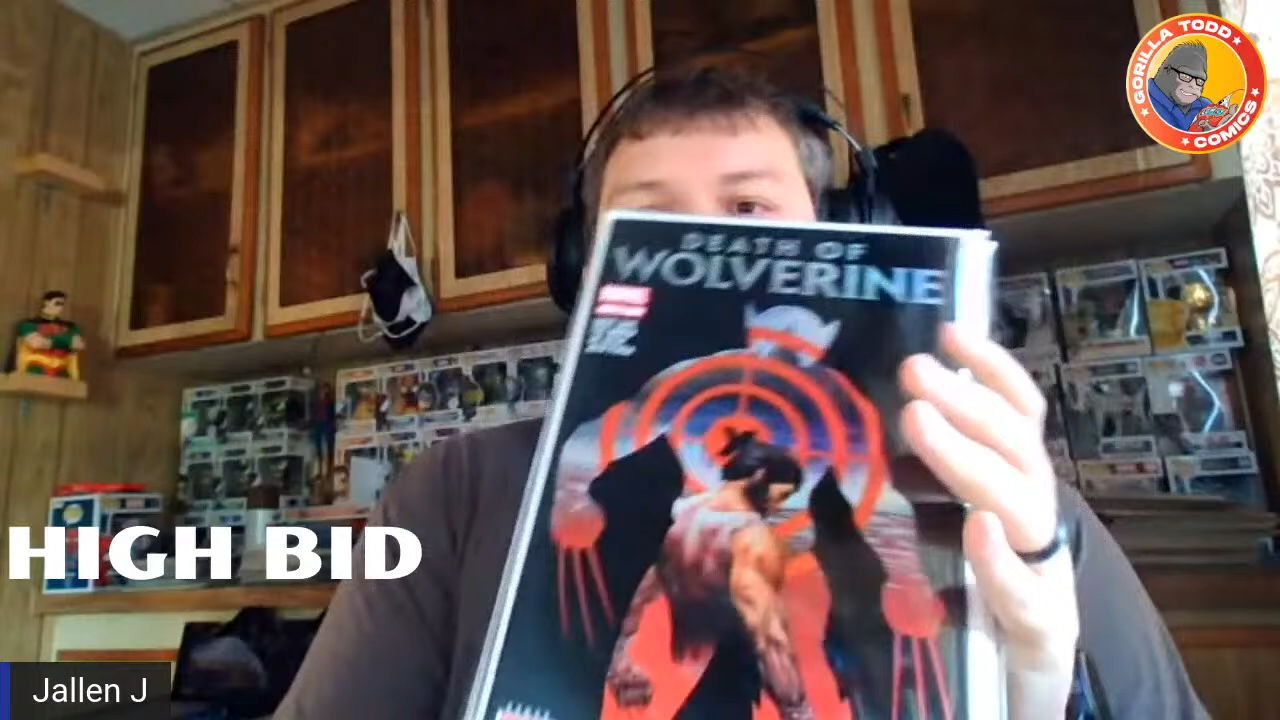 GORILLA TODD
COMICS
DEATH OF
WOLVERINE
HIGH BID
Jallen J